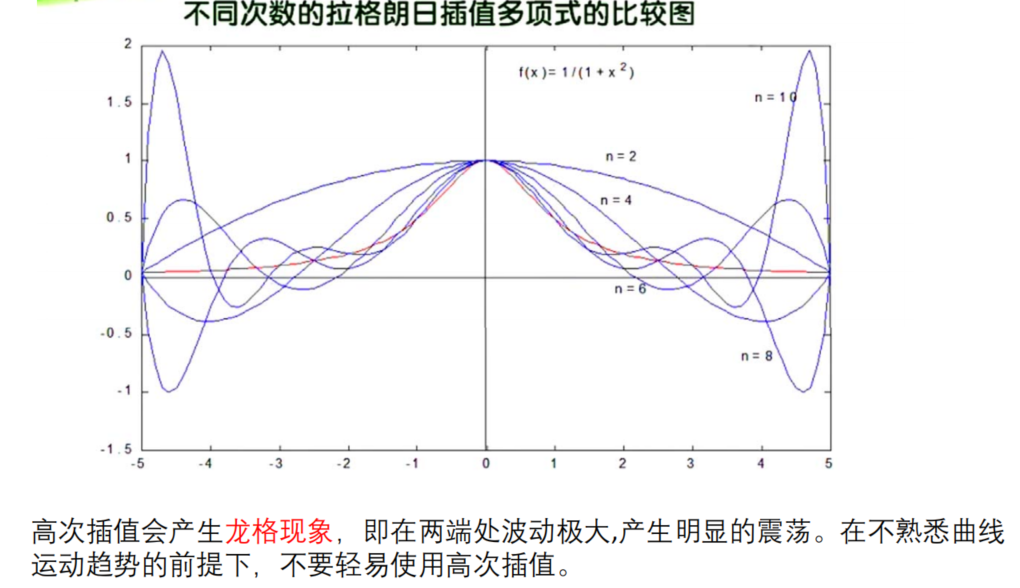 不同次数的拉格朗日插值多项式的比较图
2
f(x)= 1/(1+x²)
1.5
n=10
1
n=2
n=4
0.5
0
n=6
-0.5
n=8
-1
-1.5
-5 -4 -3 -2 -1 0 1 2 3 4 5
高次插值会产生龙格现象，即在两端处波动极大,产生明显的震荡。在不熟悉曲线
运动趋势的前提下，不要轻易使用高次插值。